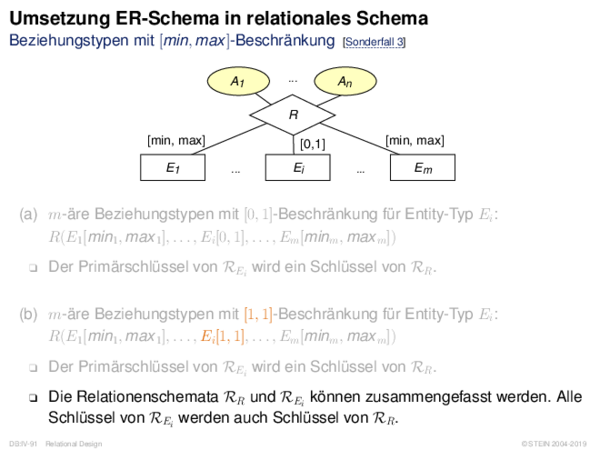 Umsetzung ER-Schema in relationales Schema
Beziehungstypen mit [min, max]-Beschränkung [Sonderfall 3]
A1 ... An
R
[min, max] [0,1] [min, max]
E1 ... Ei ... Em
(a) m-äre Beziehungstypen mit [0, 1]-Beschränkung für Entity-Typ Ei:
R(E1[min1, max1], . . . , Ei[0, 1], . . . , Em[minm, maxm])
❑ Der Primärschlüssel von REi wird ein Schlüssel von RR.
(b) m-äre Beziehungstypen mit [1, 1]-Beschränkung für Entity-Typ Ei:
R(E1[min1, max1], . . . , Ei[1, 1], . . . , Em[minm, maxm])
❑ Der Primärschlüssel von REi wird ein Schlüssel von RR.
❑ Die Relationenschemata RR und REi können zusammengefasst werden. Alle
Schlüssel von REi werden auch Schlüssel von RR.
DB:IV-91 Relational Design © STEIN 2004-2019